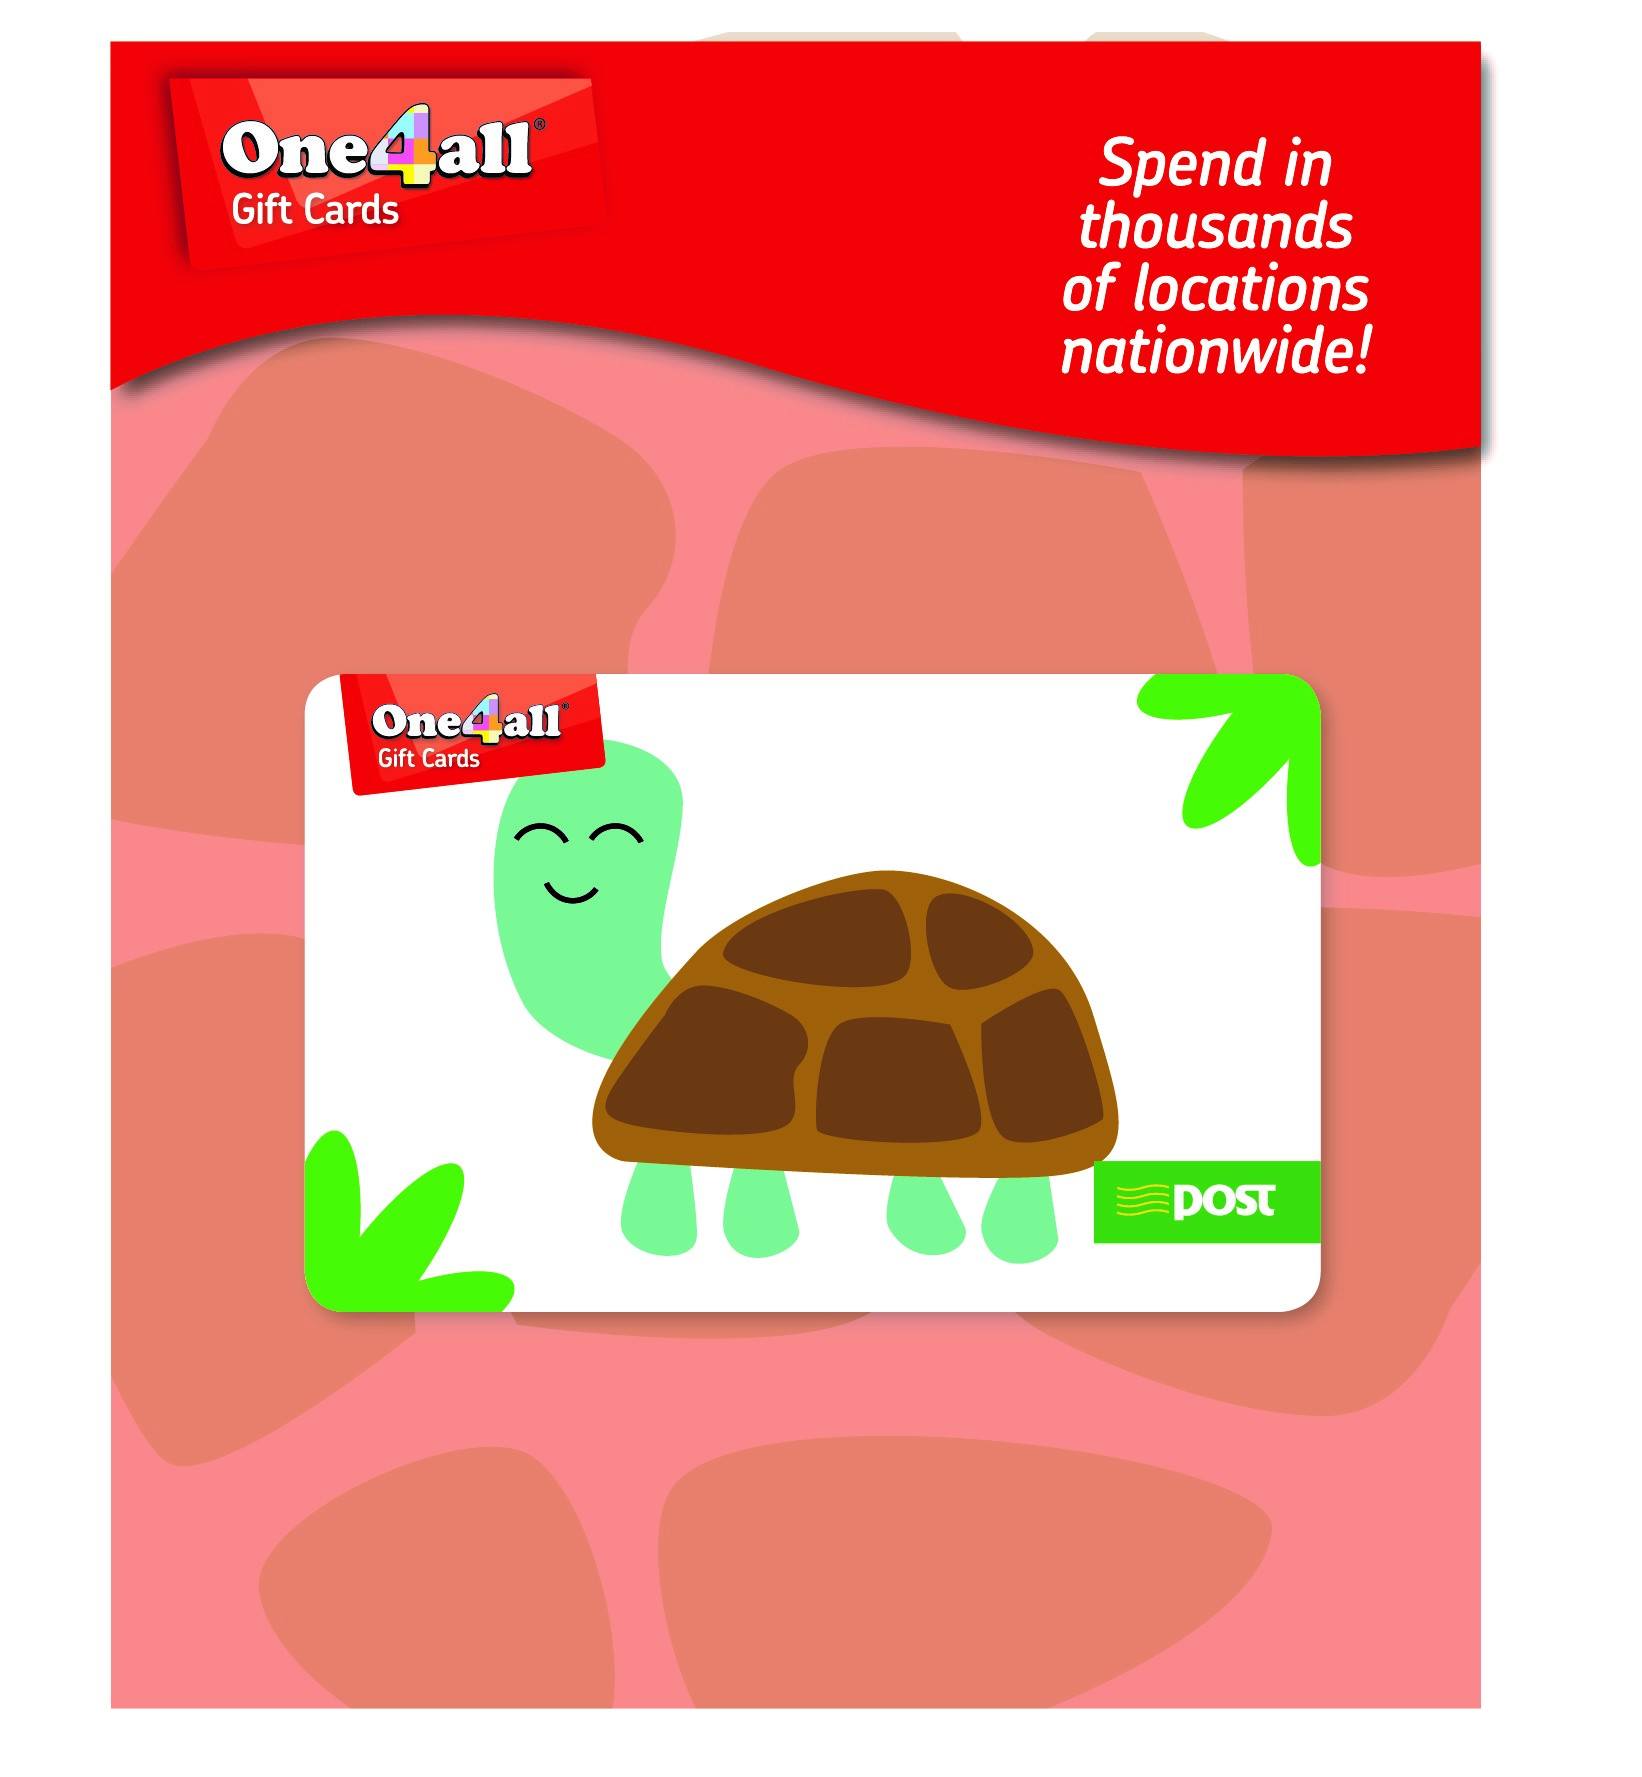 One4all®
Gift Cards
Spend in
thousands
of locations
nationwide!
One4all®
Gift Cards
post